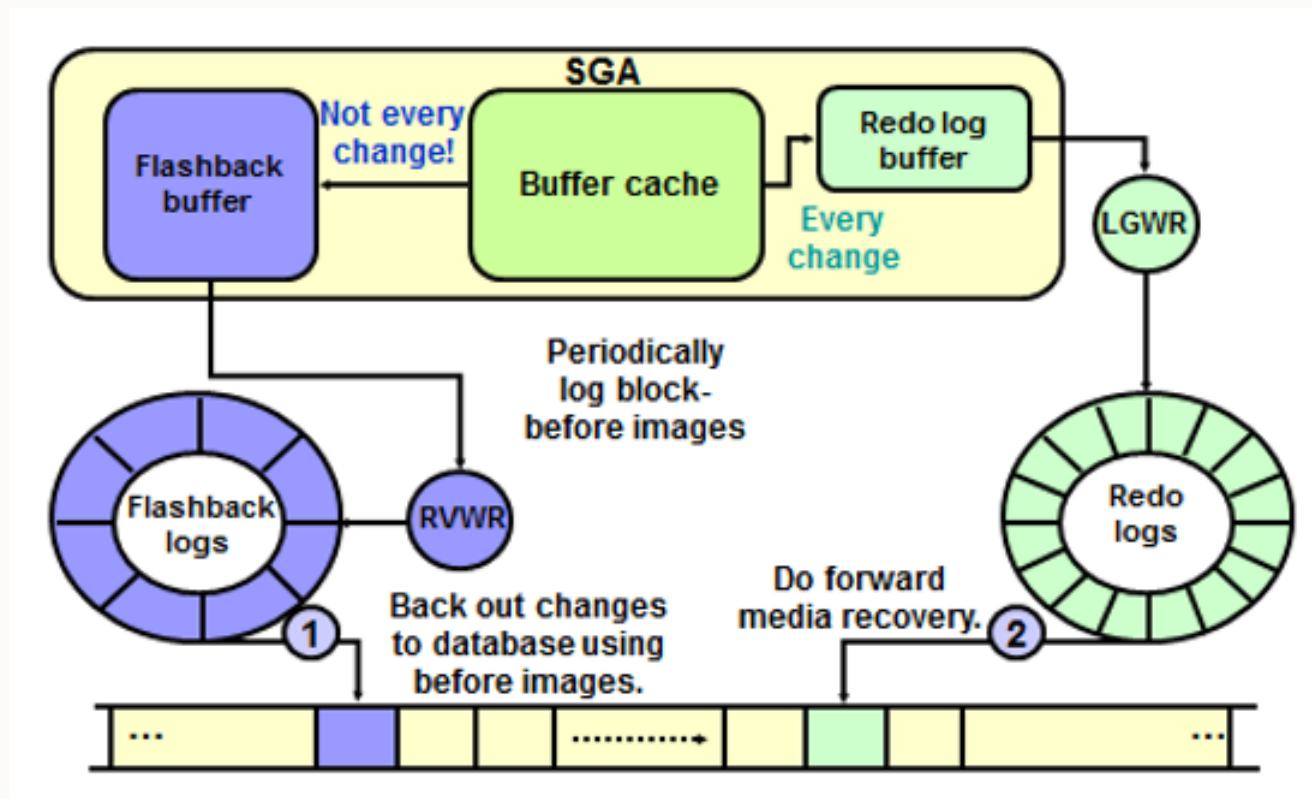 SGA
Not every
change!
Flashback
buffer
Buffer cache
Redo log
buffer
Every
change
LGWR
Periodically
log block-
before images
Flashback
logs
RVWR
Redo
logs
Do forward
media recovery.
Back out changes
to database using
before images.
1
2
...
...